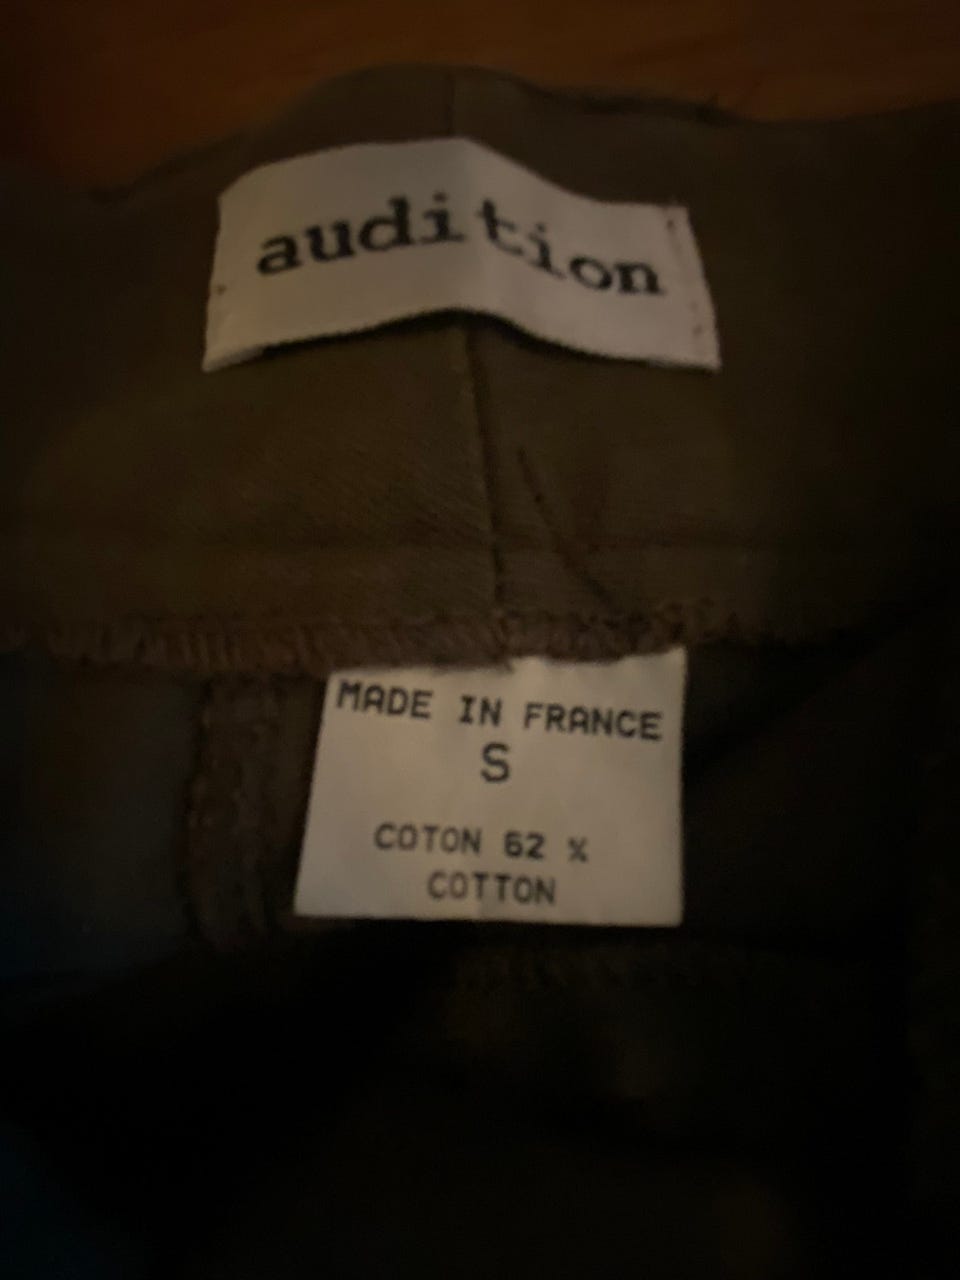 audition
MADE IN FRANCE
S
COTON 62 %
COTTON